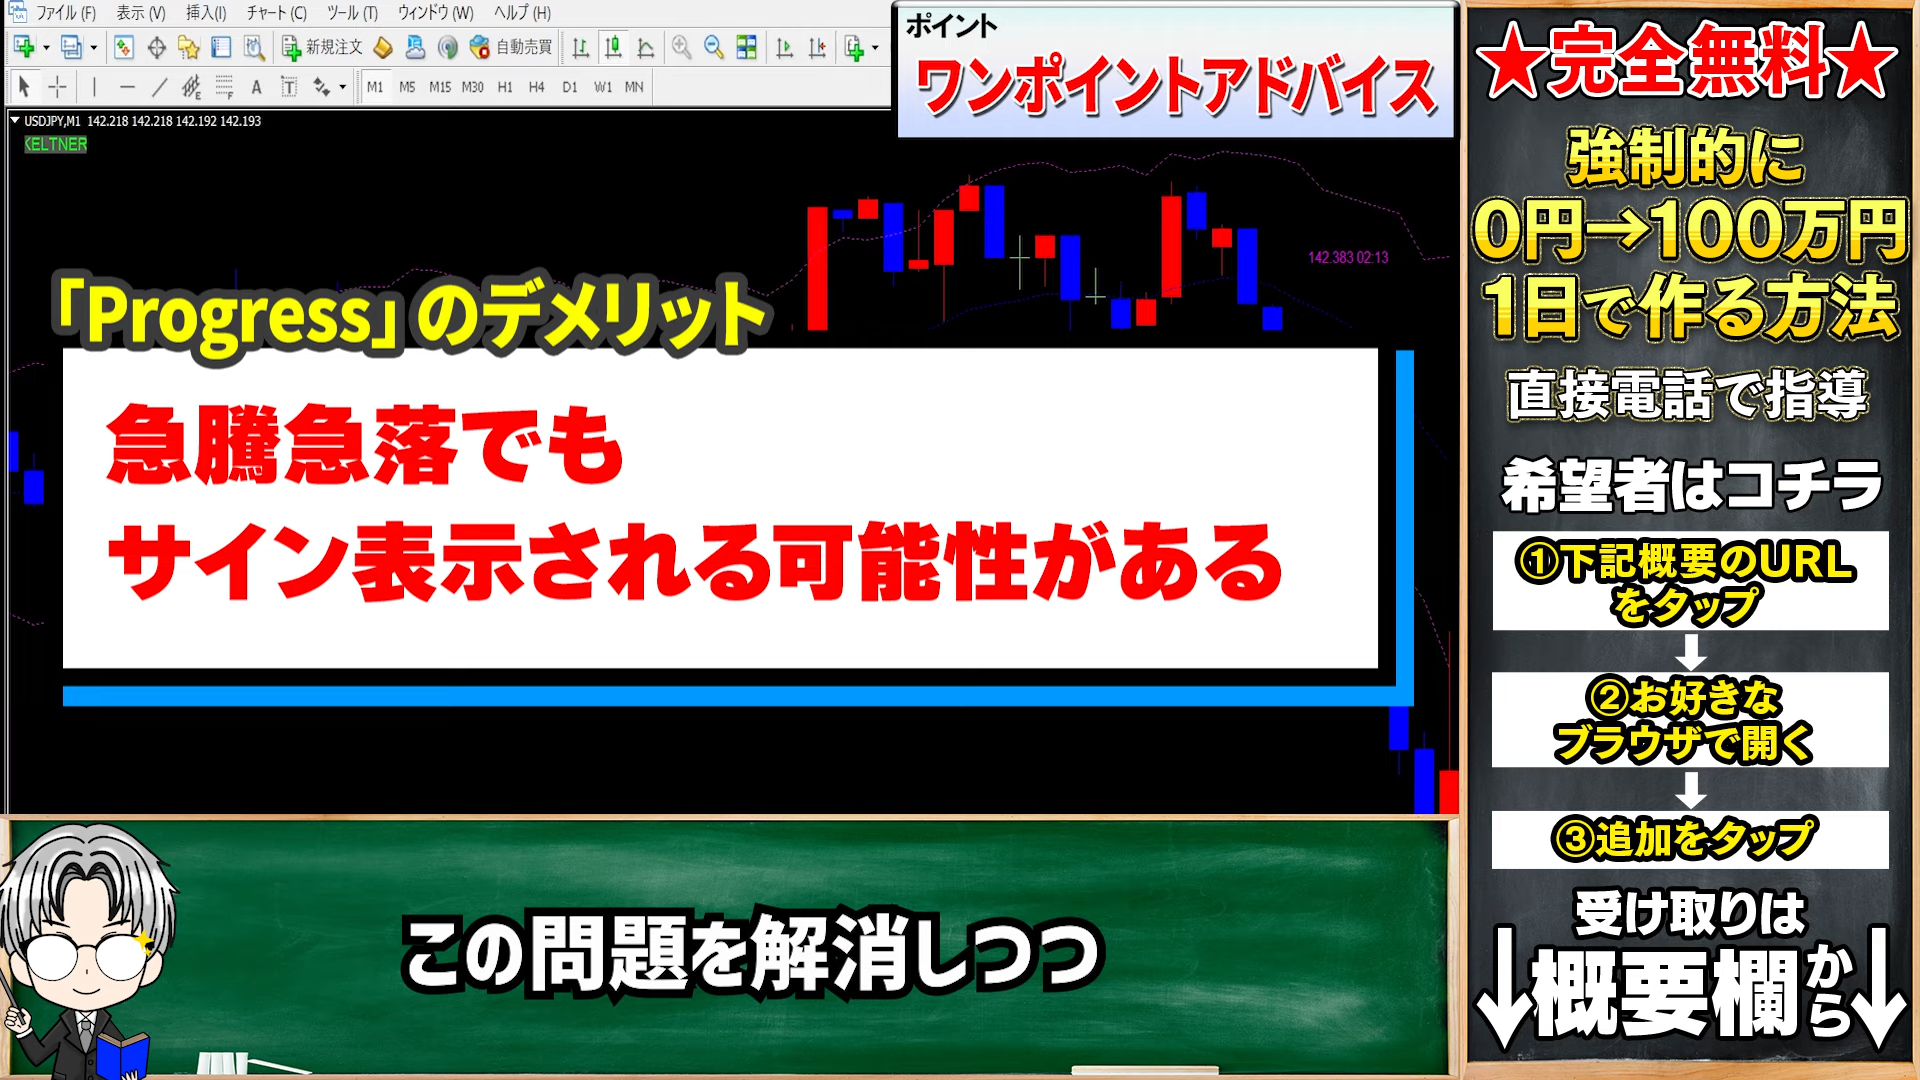 ファイル (F) 表示 (V) 挿入(I) チャート (C) ツール (T) ウィンドウ (W) ヘルプ (H)
新規注文 自動売買
A T E F
M1 M5 M15 M30 H1 H4 D1 W1 MN
USDJPY,M1 142.218 142.218 142.192 142.193
KELTNER
142.383 02:13
ポイント
ワンポイントアドバイス
「Progress」のデメリット
急騰急落でも
サイン表示される可能性がある
この問題を解消しつつ
★完全無料★
強制的に
0円→100万円
1日で作る方法
直接電話で指導
希望者はコチラ
①下記概要のURL
をタップ
②お好きな
ブラウザで開く
③追加をタップ
受け取りは
↓概要欄から↓